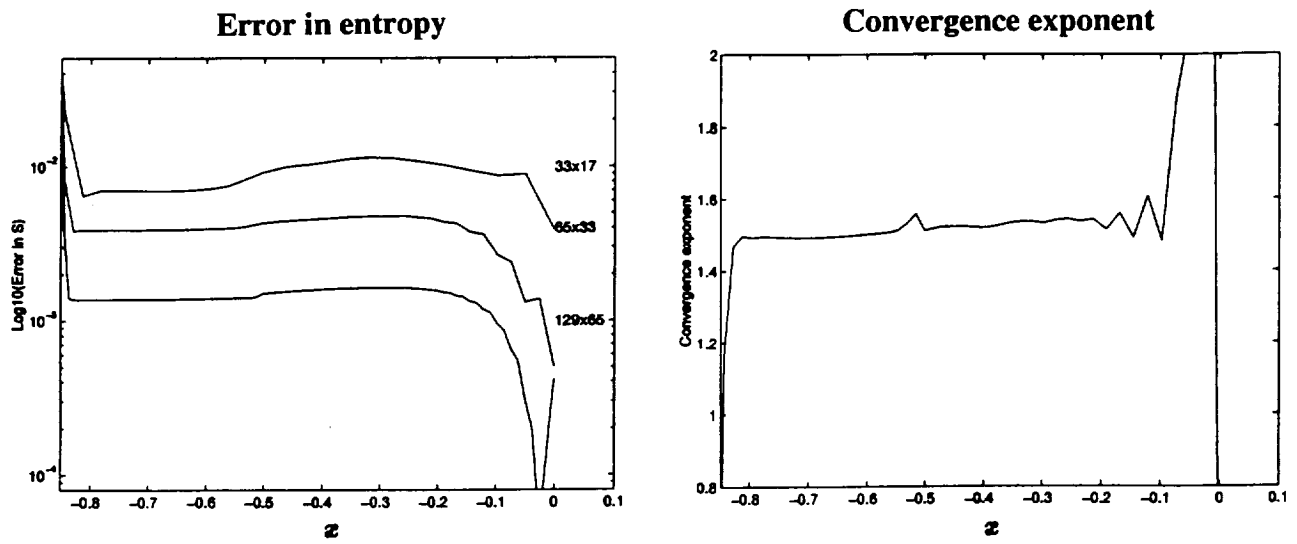 Error in entropy
Log10(Error in S)
10^-2
10^-3
10^-4
33x17
65x33
129x65
-0.8 -0.7 -0.6 -0.5 -0.4 -0.3 -0.2 -0.1 0 0.1
x
Convergence exponent
Convergence exponent
2
1.8
1.6
1.4
1.2
1
0.8
-0.8 -0.7 -0.6 -0.5 -0.4 -0.3 -0.2 -0.1 0 0.1
x